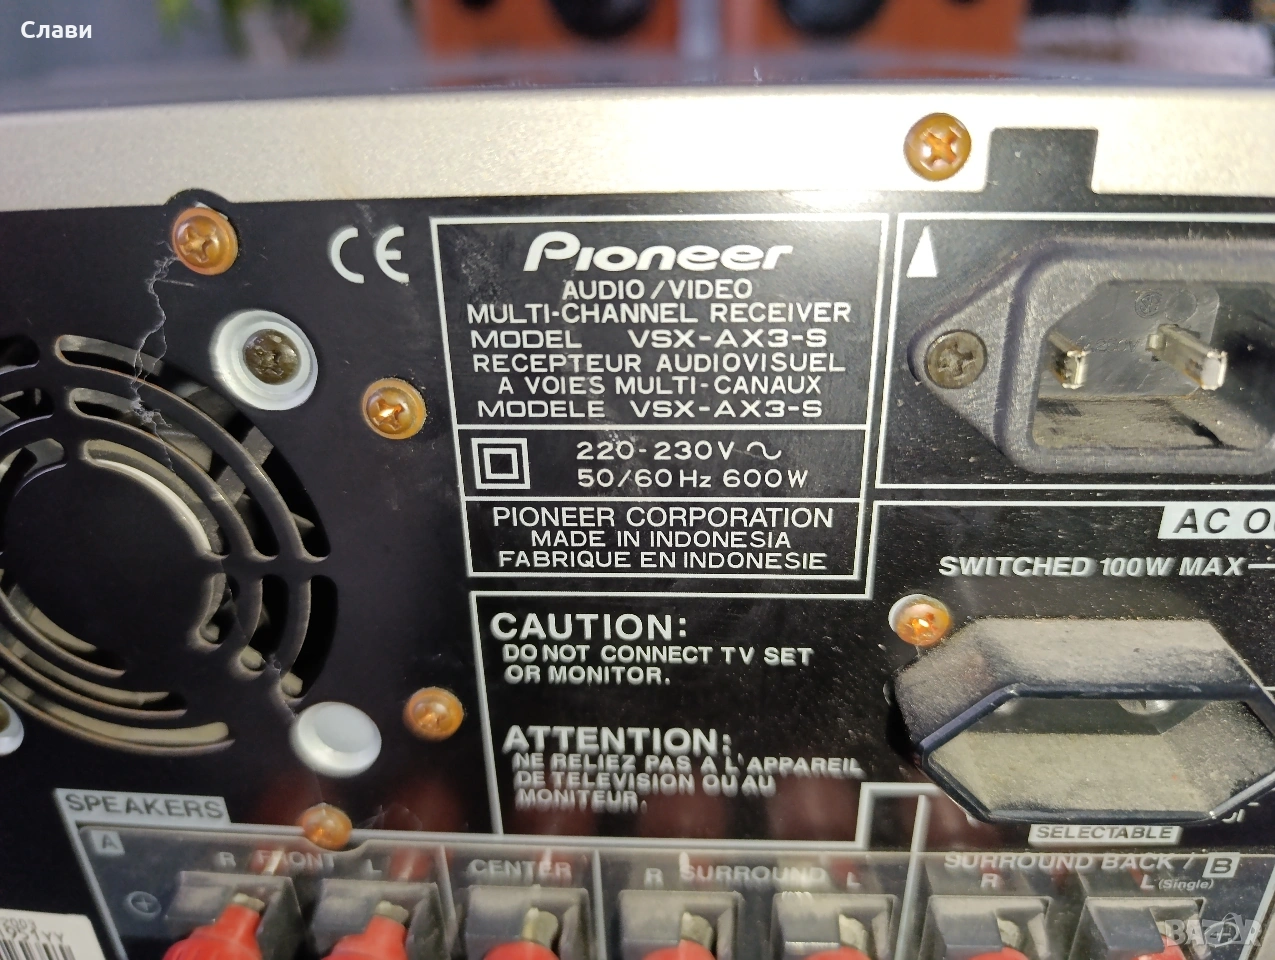 Слави
CE
Pioneer
AUDIO/VIDEO
MULTI-CHANNEL RECEIVER
MODEL VSX-AX3-S
RECEPTEUR AUDIOVISUEL
A VOIES MULTI-CANAUX
MODELE VSX-AX3-S
220-230V ~
50/60Hz 600W
PIONEER CORPORATION
MADE IN INDONESIA
FABRIQUE EN INDONESIE
AC O
SWITCHED 100W MAX
CAUTION:
DO NOT CONNECT TV SET
OR MONITOR.
ATTENTION:
NE RELIEZ PAS A L'APPAREIL
DE TELEVISION OU AU
MONITEUR.
SPEAKERS
SELECTABLE
A
R FRONT L
CENTER
R SURROUND L
SURROUND BACK / B
R
L (Single)
BAZAR